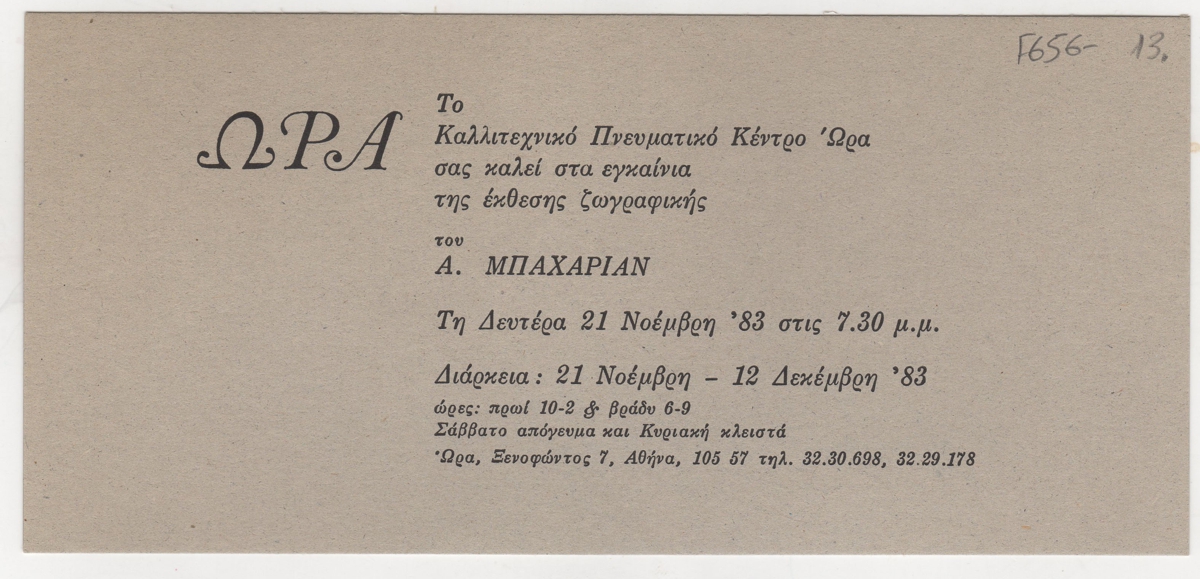 F656- 13.
ΩΡΑ
Το
Καλλιτεχνικό Πνευματικό Κέντρο Ώρα
σας καλεί στα εγκαίνια
της έκθεσης ζωγραφικής
του
Α. ΜΠΑΧΑΡΙΑΝ
Τη Δευτέρα 21 Νοέμβρη '83 στις 7.30 μ.μ.
Διάρκεια: 21 Νοέμβρη – 12 Δεκέμβρη '83
ώρες: πρωί 10-2 & βράδυ 6-9
Σάββατο απόγευμα και Κυριακή κλειστά
Ώρα, Ξενοφώντος 7, Αθήνα, 105 57 τηλ. 32.30.698, 32.29.178